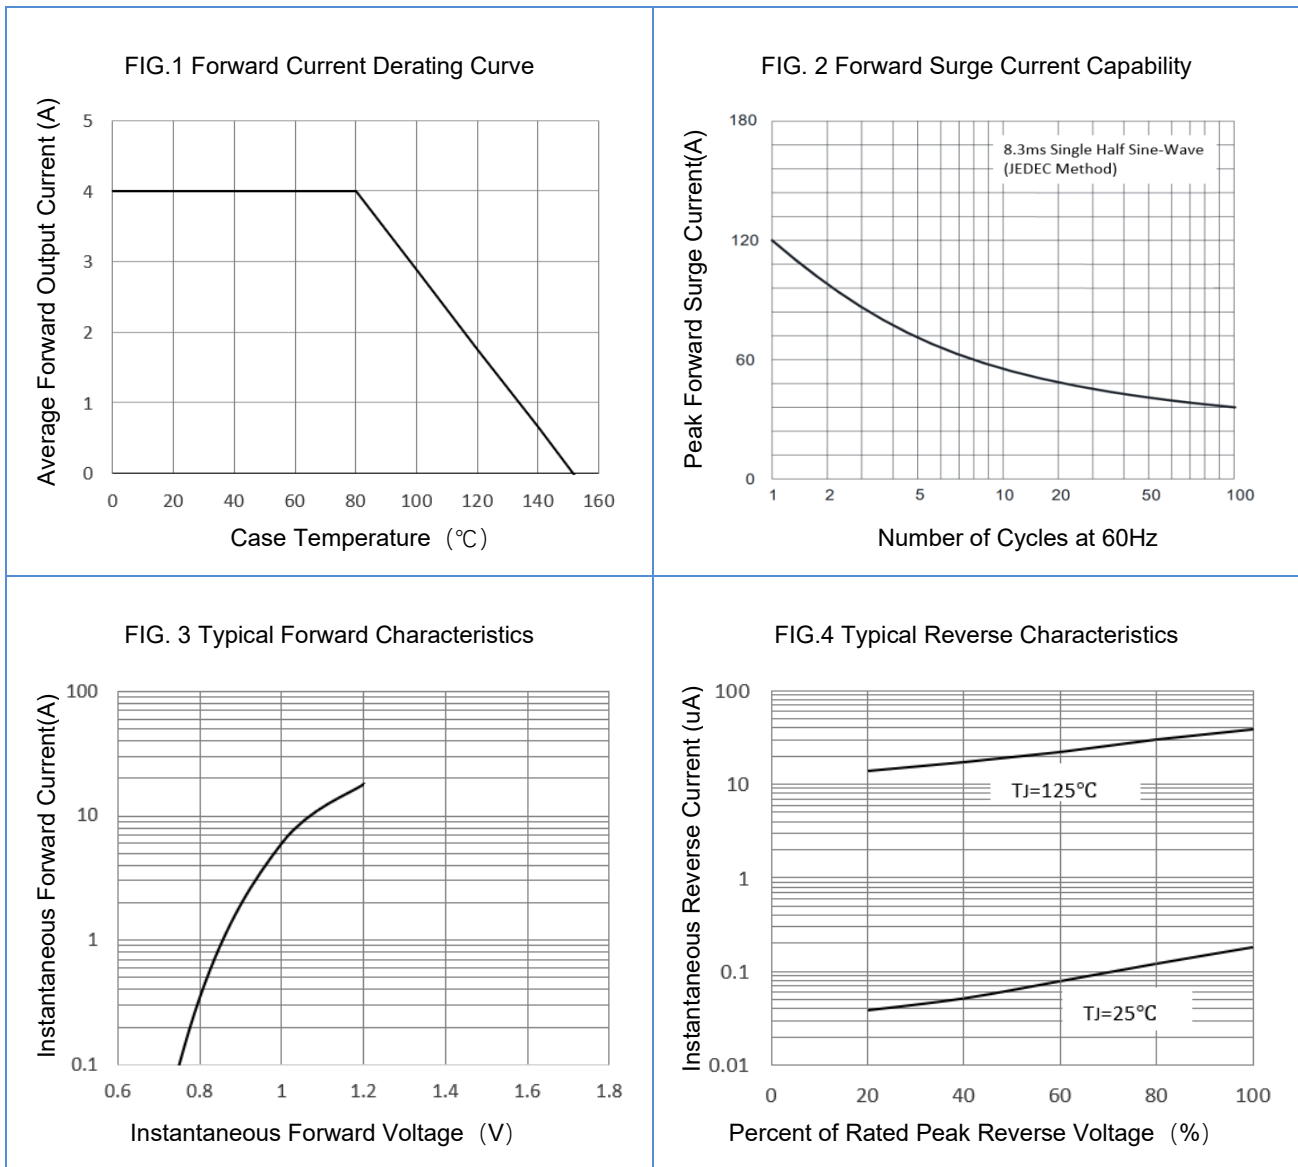 FIG.1 Forward Current Derating Curve
Average Forward Output Current (A)
5
4
3
2
1
0
0 20 40 60 80 100 120 140 160
Case Temperature（℃）
FIG. 2 Forward Surge Current Capability
Peak Forward Surge Current(A)
180
120
60
0
8.3ms Single Half Sine-Wave
(JEDEC Method)
1 2 5 10 20 50 100
Number of Cycles at 60Hz
FIG. 3 Typical Forward Characteristics
Instantaneous Forward Current(A)
100
10
1
0.1
0.6 0.8 1 1.2 1.4 1.6 1.8
Instantaneous Forward Voltage（V）
FIG.4 Typical Reverse Characteristics
Instantaneous Reverse Current (uA)
100
10
1
0.1
0.01
TJ=125℃
TJ=25℃
0 20 40 60 80 100
Percent of Rated Peak Reverse Voltage（%）